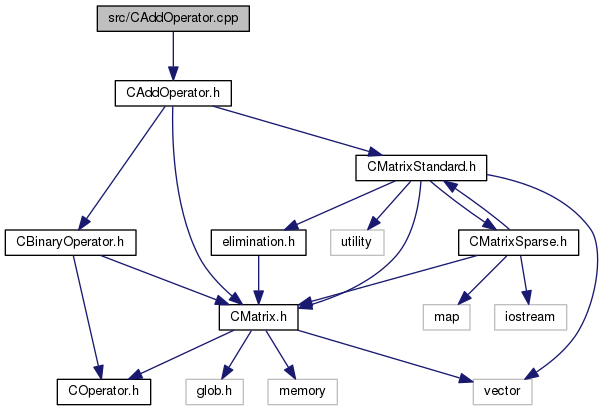 src/CAddOperator.cpp
CAddOperator.h
CMatrixStandard.h
CBinaryOperator.h
elimination.h
utility
CMatrixSparse.h
CMatrix.h
map
iostream
COperator.h
glob.h
memory
vector